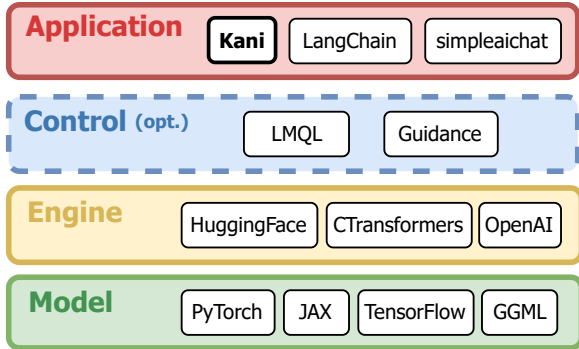 Application
Kani LangChain simpleaichat
Control (opt.)
LMQL Guidance
Engine
HuggingFace CTransformers OpenAI
Model
PyTorch JAX TensorFlow GGML